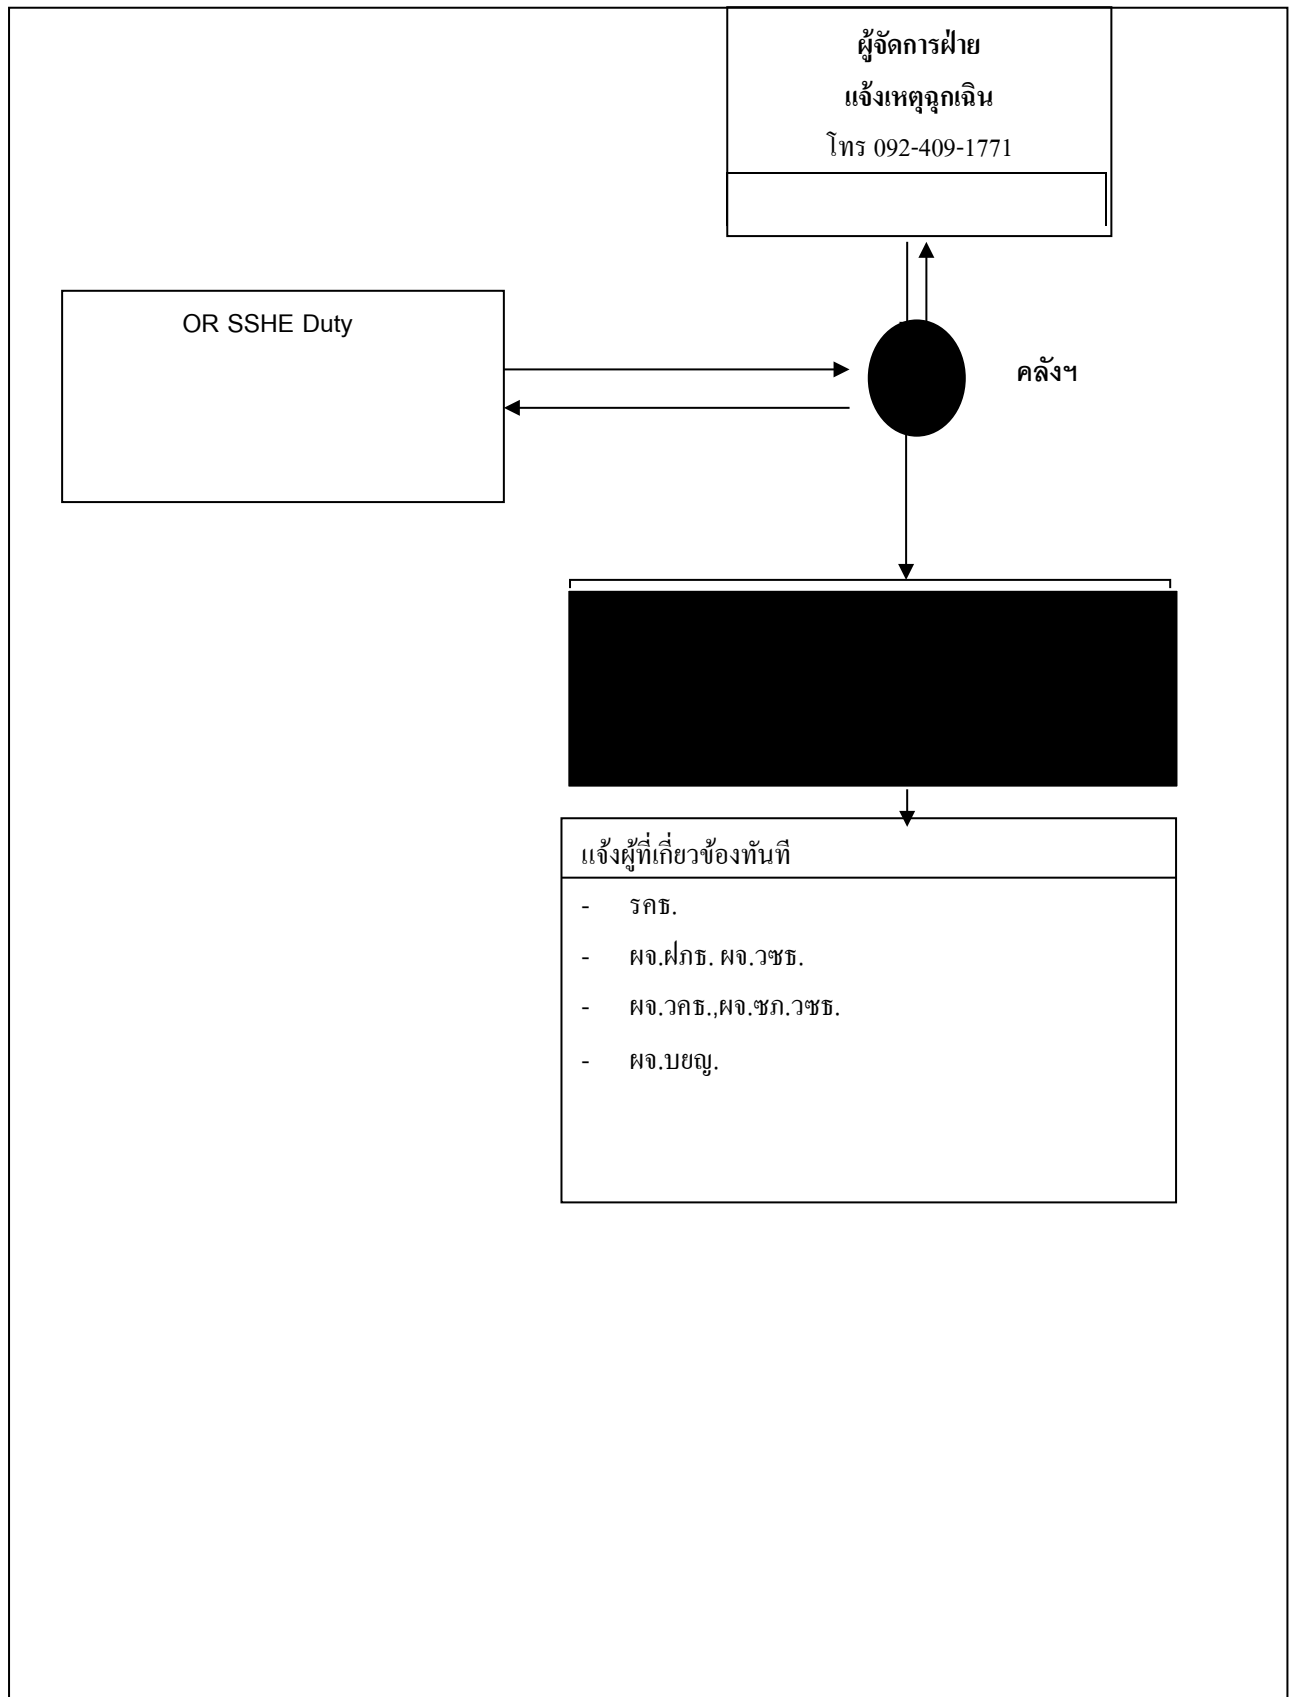 ผู้จัดการฝ่าย
แจ้งเหตุฉุกเฉิน
โทร 092-409-1771
OR SSHE Duty
คลังฯ
แจ้งผู้ที่เกี่ยวข้องทันที
- รคธ.
- ผจ.ฝภธ. ผจ.วซธ.
- ผจ.วคธ.,ผจ.ซภ.วซธ.
- ผจ.บยญ.